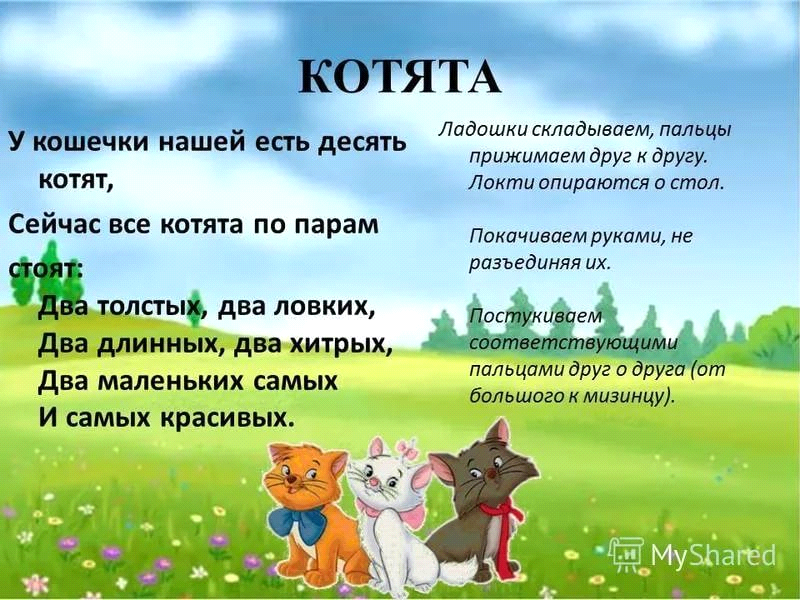 КОТЯТА
У кошечки нашей есть десять
котят,
Сейчас все котята по парам
стоят:
Два толстых, два ловких,
Два длинных, два хитрых,
Два маленьких самых
И самых красивых.
Ладошки складываем, пальцы
прижимаем друг к другу.
Локти опираются о стол.
Покачиваем руками, не
разъединяя их.
Постукиваем
соответствующими
пальцами друг о друга (от
большого к мизинцу).
MyShared